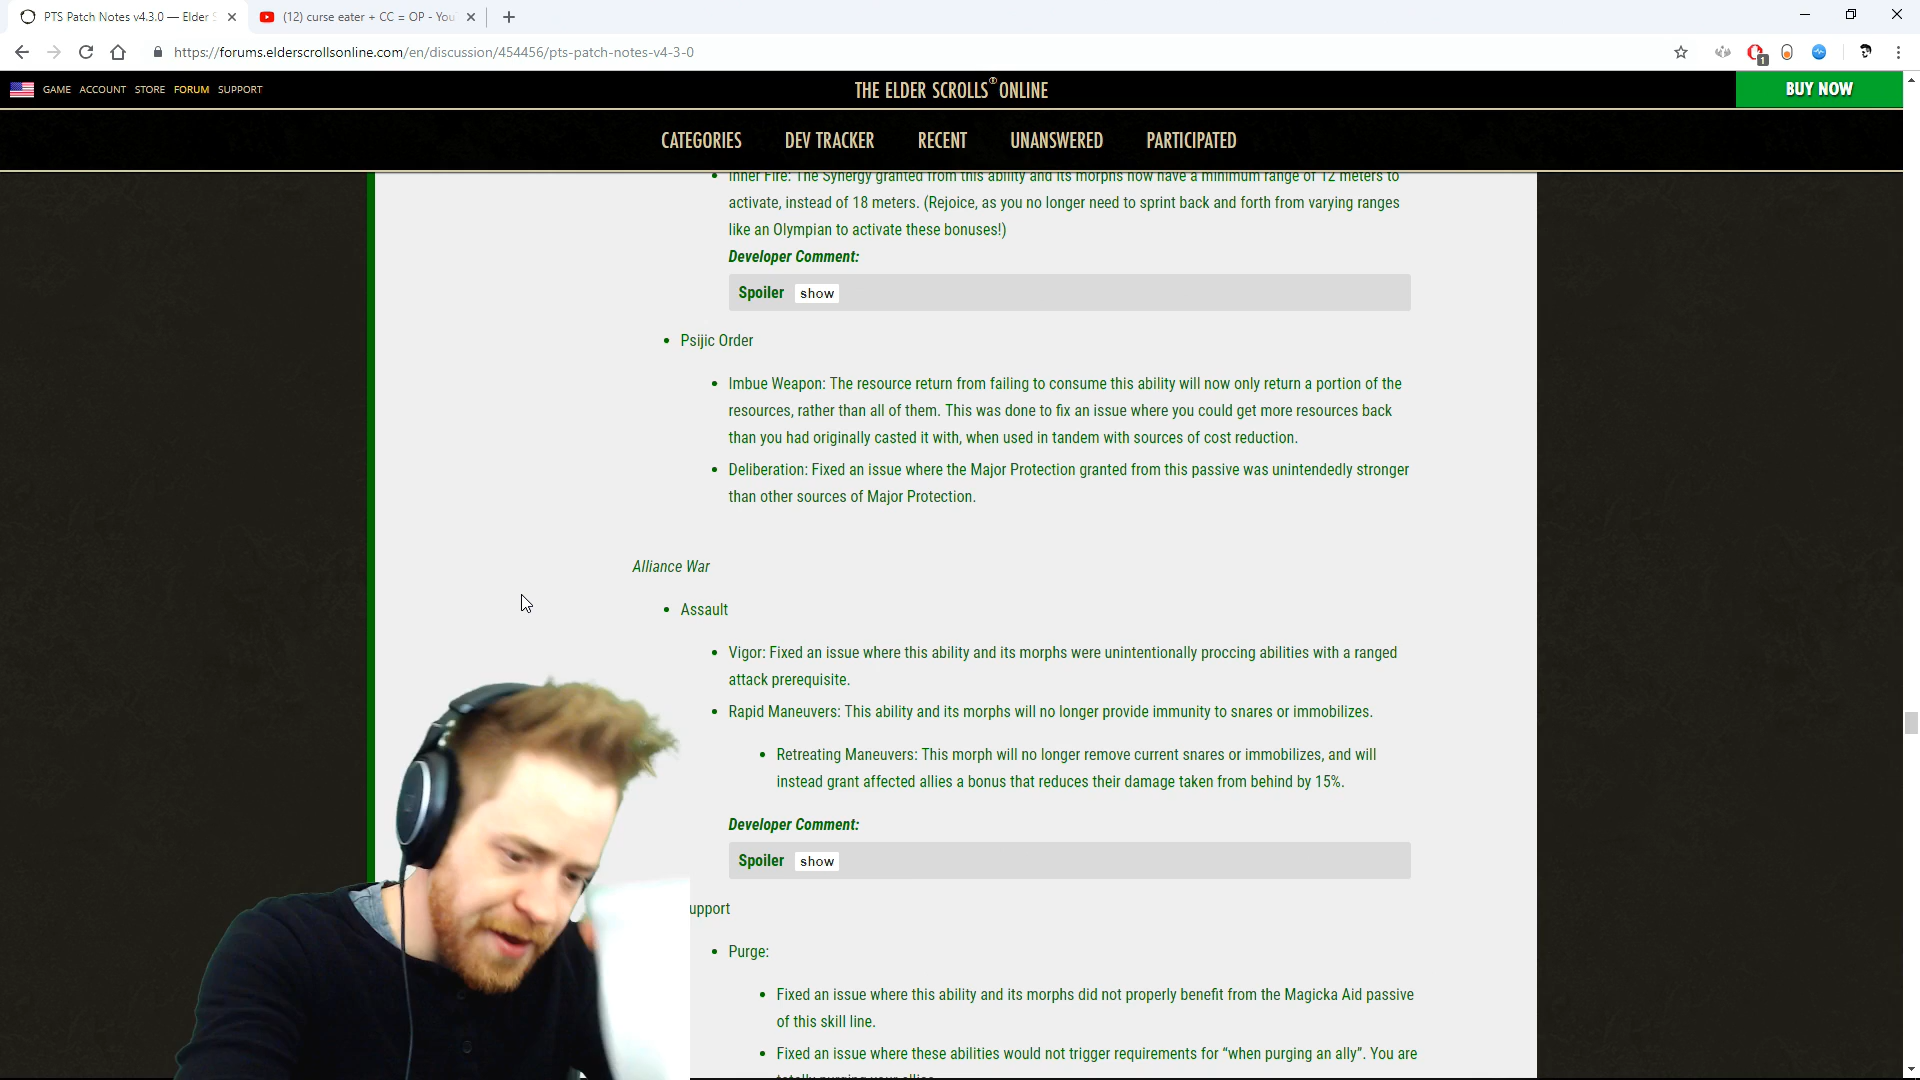 PTS Patch Notes v4.3.0 — Elder S
(12) curse eater + CC = OP - You
https://forums.elderscrollsonline.com/en/discussion/454456/pts-patch-notes-v4-3-0
1
GAME ACCOUNT STORE FORUM SUPPORT
THE ELDER SCROLLS® ONLINE
BUY NOW
CATEGORIES DEV TRACKER RECENT UNANSWERED PARTICIPATED
• Inner Fire: The Synergy granted from this ability and its morphs now have a minimum range of 12 meters to
activate, instead of 18 meters. (Rejoice, as you no longer need to sprint back and forth from varying ranges
like an Olympian to activate these bonuses!)
Developer Comment:
Spoiler show
• Psijic Order
• Imbue Weapon: The resource return from failing to consume this ability will now only return a portion of the
resources, rather than all of them. This was done to fix an issue where you could get more resources back
than you had originally casted it with, when used in tandem with sources of cost reduction.
• Deliberation: Fixed an issue where the Major Protection granted from this passive was unintendedly stronger
than other sources of Major Protection.
Alliance War
• Assault
• Vigor: Fixed an issue where this ability and its morphs were unintentionally proccing abilities with a ranged
attack prerequisite.
• Rapid Maneuvers: This ability and its morphs will no longer provide immunity to snares or immobilizes.
• Retreating Maneuvers: This morph will no longer remove current snares or immobilizes, and will
instead grant affected allies a bonus that reduces their damage taken from behind by 15%.
Developer Comment:
Spoiler show
upport
• Purge:
• Fixed an issue where this ability and its morphs did not properly benefit from the Magicka Aid passive
of this skill line.
• Fixed an issue where these abilities would not trigger requirements for “when purging an ally”. You are